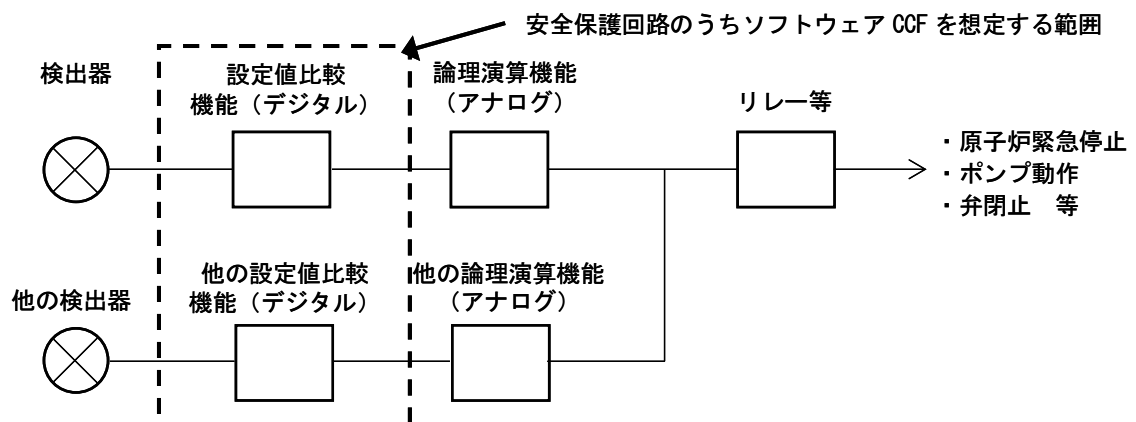 安全保護回路のうちソフトウェア CCF を想定する範囲
検出器
設定値比較
機能（デジタル）
論理演算機能
（アナログ）
リレー等
・原子炉緊急停止
・ポンプ動作
・弁閉止　等
他の検出器
他の設定値比較
機能（デジタル）
他の論理演算機能
（アナログ）